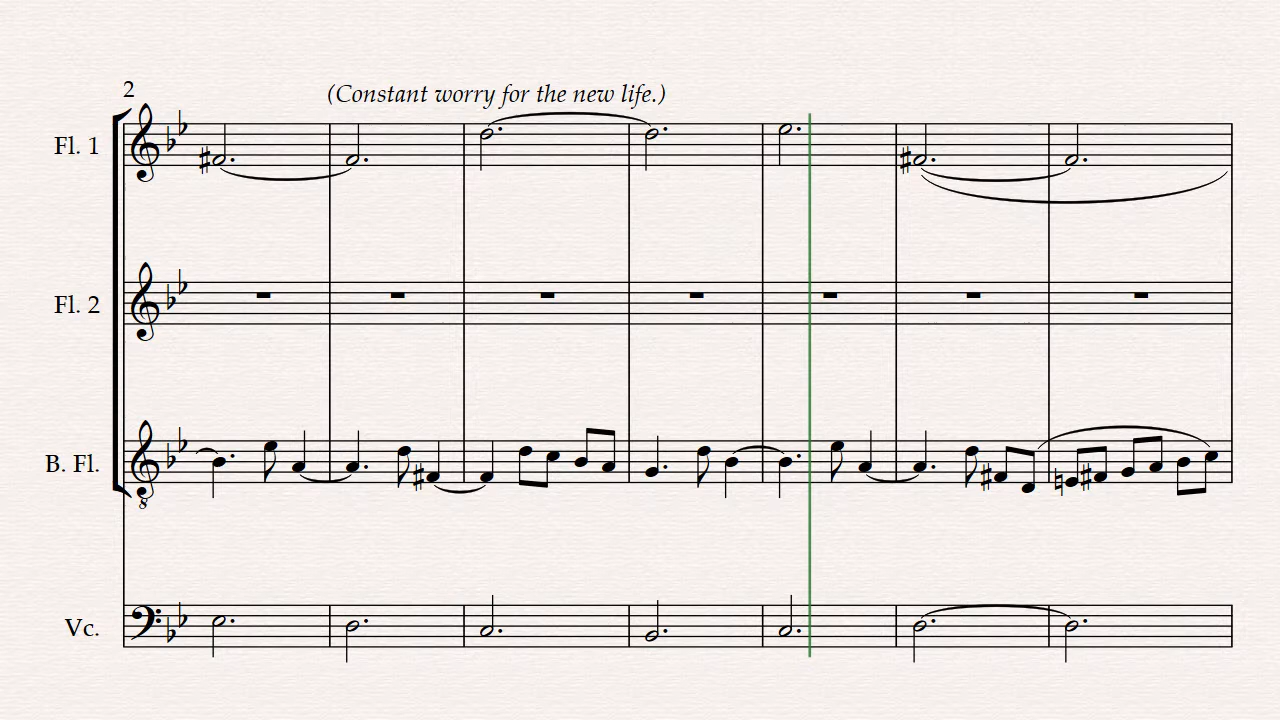 2
(Constant worry for the new life.)
Fl. 1
Fl. 2
B. Fl.
8
Vc.